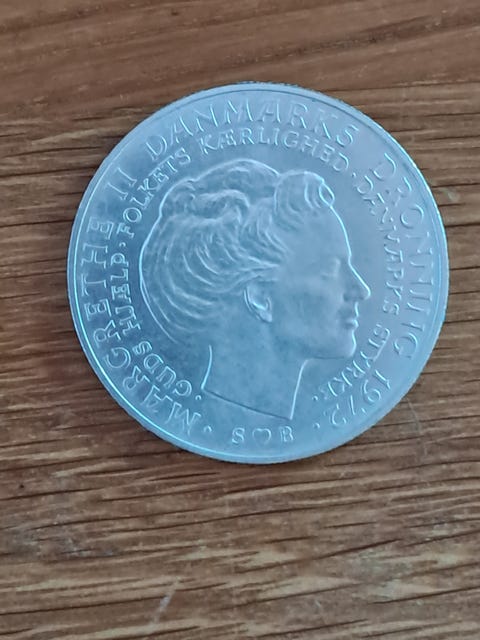 MARGRETHE II DANMARKS DRONNING 1972 ·
· GUDS HJÆLP · FOLKETS KÆRLIGHED · DANMARKS STYRKE ·
S♡B